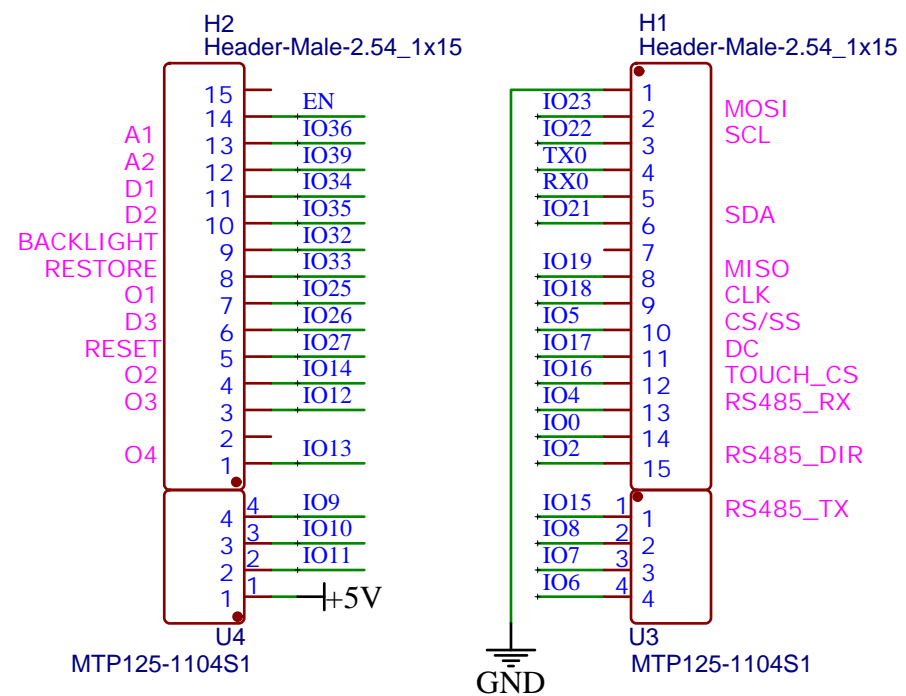 H2
Header-Male-2.54_1x15
15
14 EN
A1 13 IO36
A2 12 IO39
D1 11 IO34
D2 10 IO35
BACKLIGHT 9 IO32
RESTORE 8 IO33
O1 7 IO25
D3 6 IO26
RESET 5 IO27
O2 4 IO14
O3 3 IO12
2
O4 1 IO13
4 4 IO9
3 3 IO10
2 2 IO11
1 1 +5V
U4
MTP125-1104S1
H1
Header-Male-2.54_1x15
1
IO23 2 MOSI
IO22 3 SCL
TX0 4
RX0 5
IO21 6 SDA
7
IO19 8 MISO
IO18 9 CLK
IO5 10 CS/SS
IO17 11 DC
IO16 12 TOUCH_CS
IO4 13 RS485_RX
IO0 14
IO2 15 RS485_DIR
IO15 1 1 RS485_TX
IO8 2 2
IO7 3 3
IO6 4 4
U3
MTP125-1104S1
GND